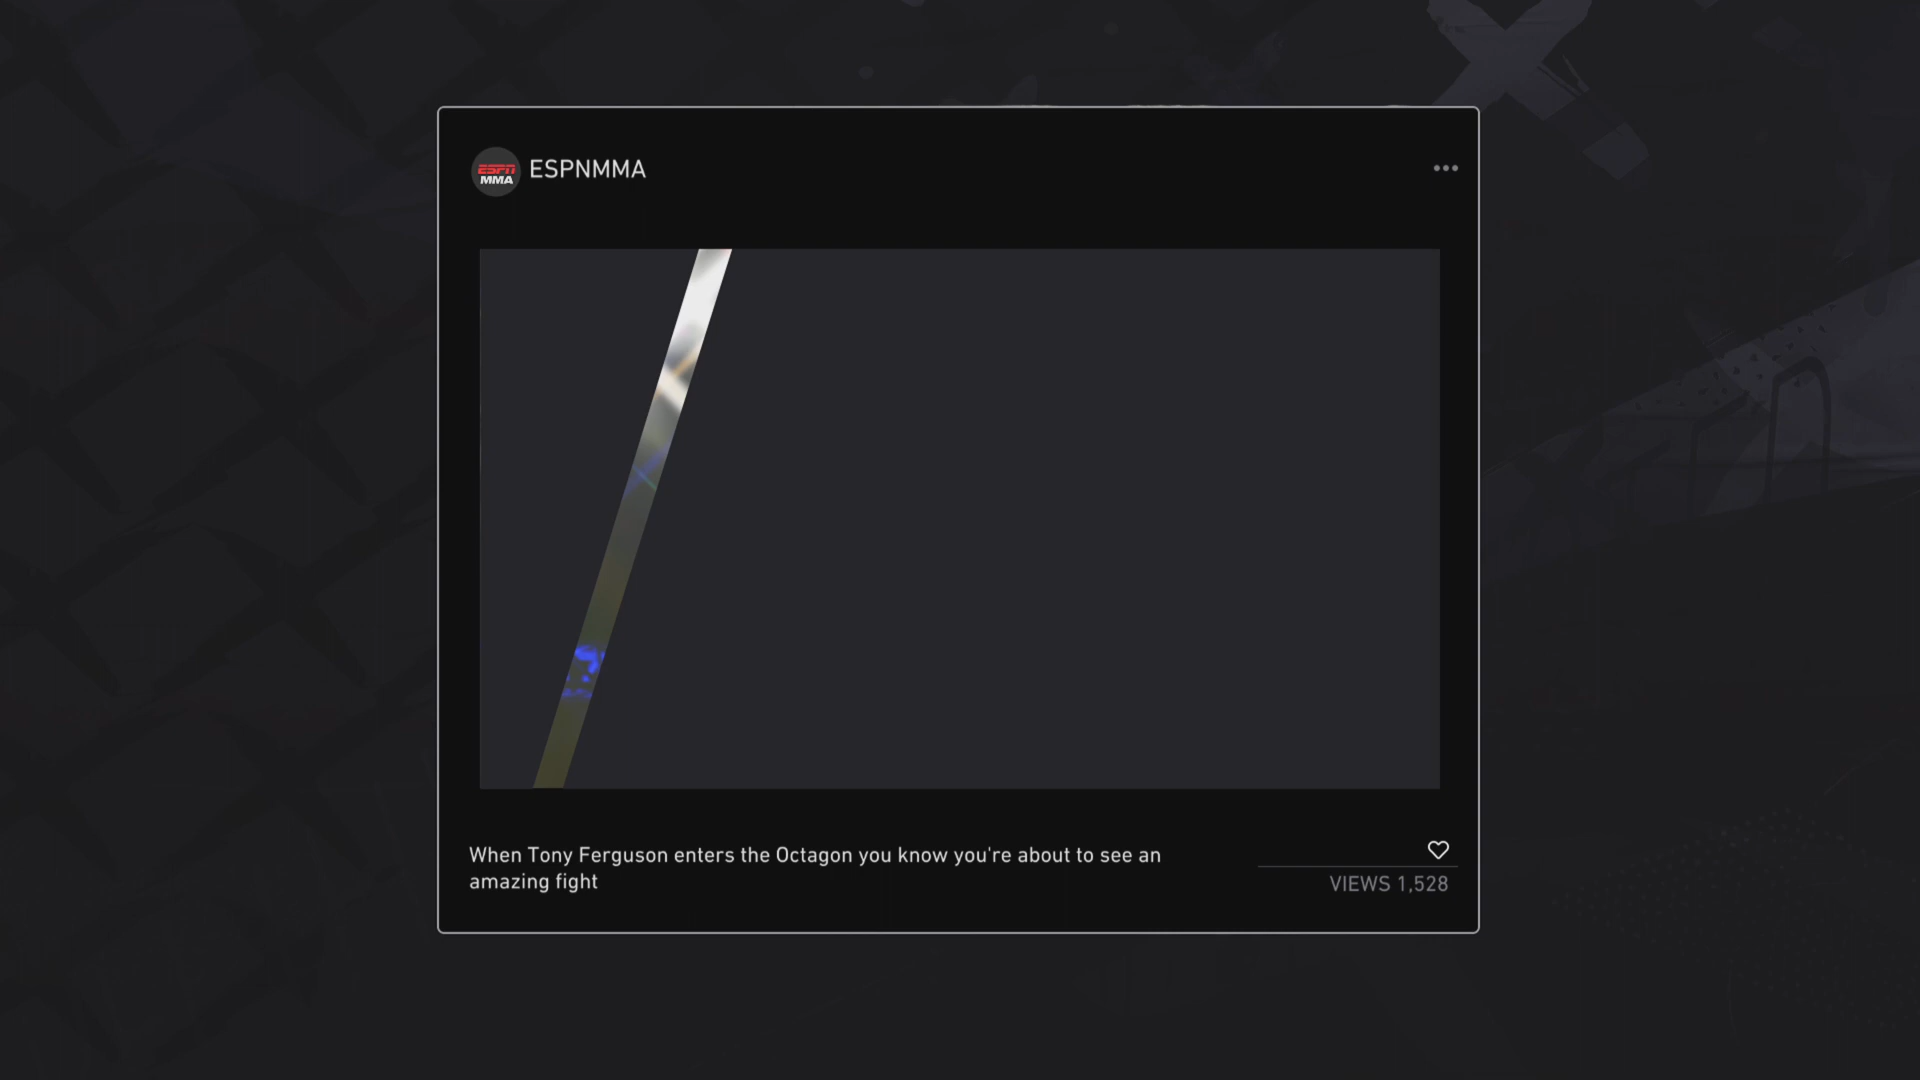 ESPN
MMA
ESPNMMA
When Tony Ferguson enters the Octagon you know you're about to see an
amazing fight
VIEWS 1,528